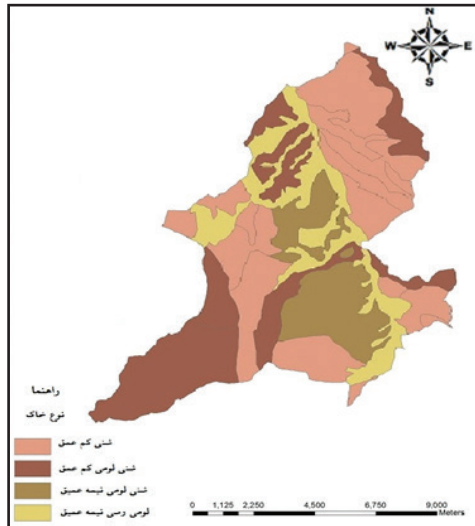 N
W E
S
راهنما
نوع خاک
شنی کم عمق
شنی لومی کم عمق
شنی لومی نیمه عمیق
لومی رسی نیمه عمیق
0 1,125 2,250 4,500 6,750 9,000
Meters